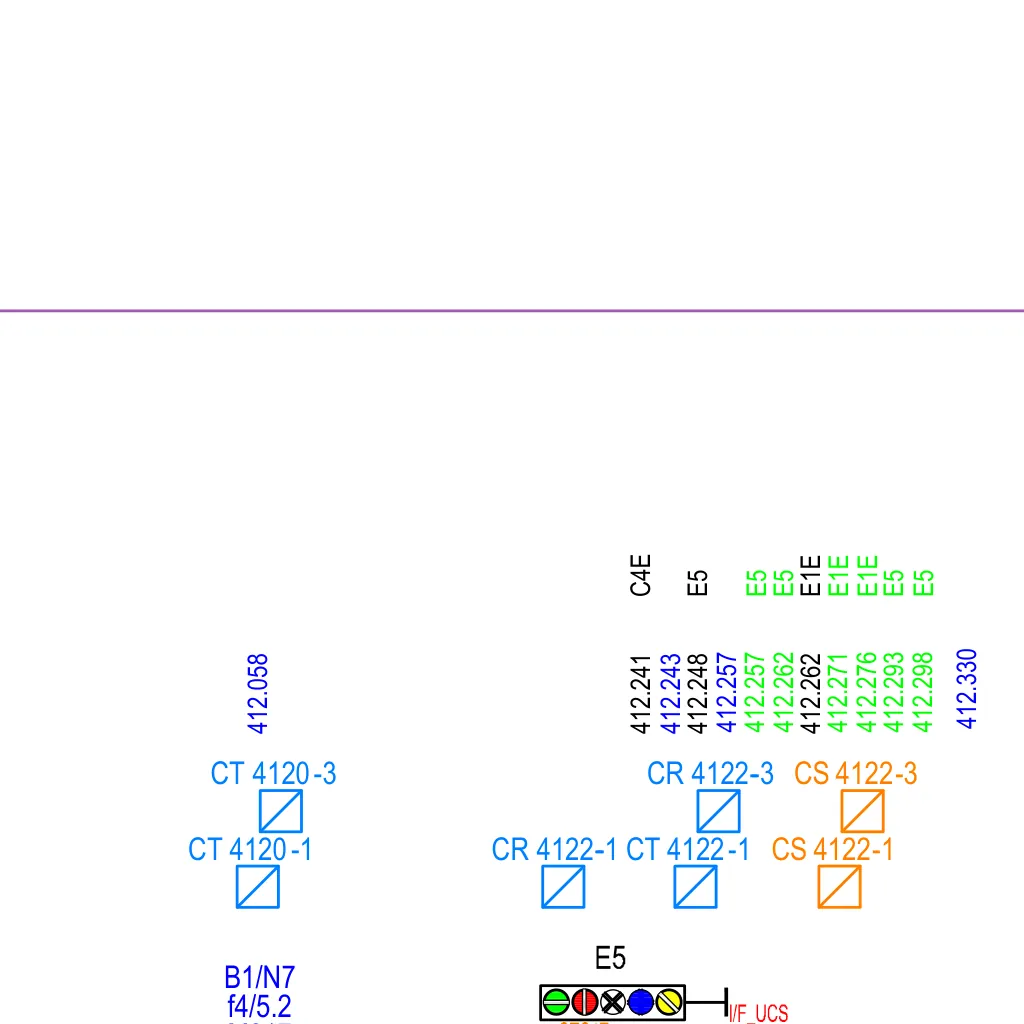 C4E
E5
E5
E5
E1E
E1E
E1E
E5
E5
412.058
412.241
412.243
412.248
412.257
412.257
412.262
412.262
412.271
412.276
412.293
412.298
412.330
CT 4120-3
CR 4122-3
CS 4122-3
CT 4120-1
CR 4122-1
CT 4122-1
CS 4122-1
E5
B1/N7
f4/5.2
I/F_UCS